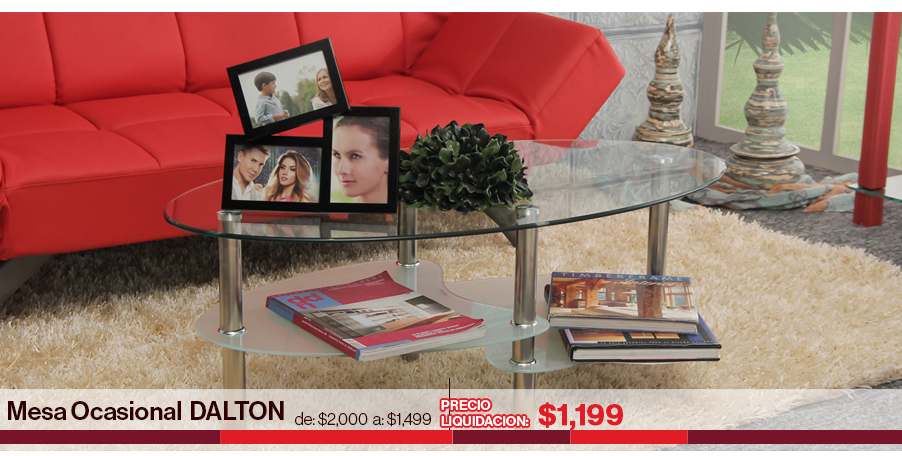 TIMBERFRAME
Mesa Ocasional DALTON de: $2,000 a: $1,499 PRECIO
LIQUIDACION: $1,199